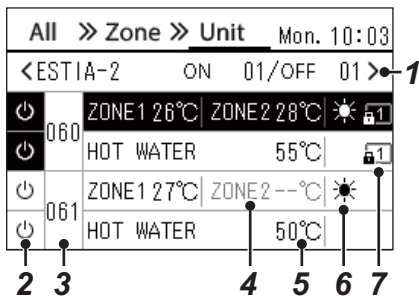 All ≫ Zone ≫ Unit Mon. 10:03
<ESTIA-2 ON 01/OFF 01> 1
060 ZONE1 26℃ ZONE2 28℃ 1
HOT WATER 55℃ 1
061 ZONE1 27℃ ZONE2 --℃
HOT WATER 50℃
2 3 4 5 6 7